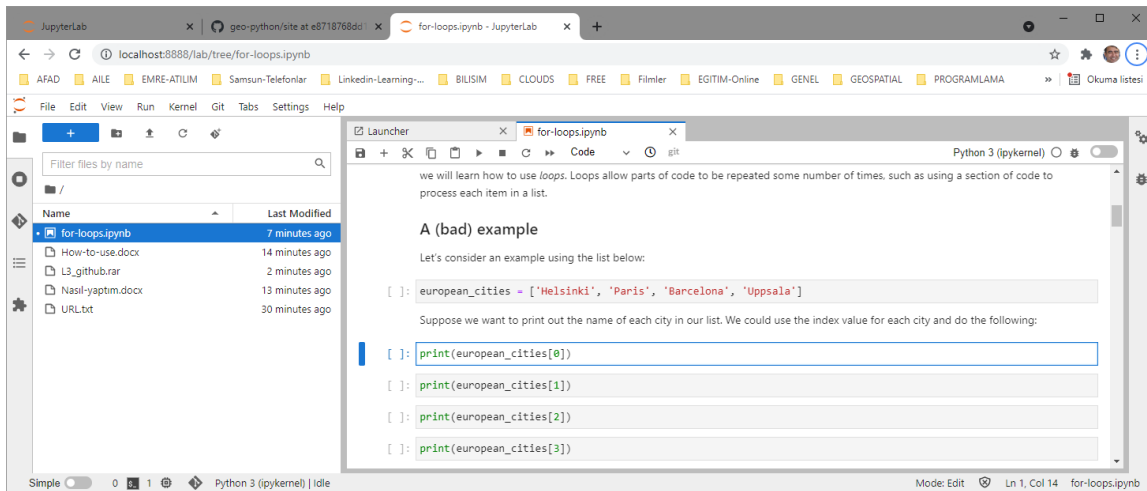 JupyterLab
geo-python/site at e8718768dd
for-loops.ipynb - JupyterLab
localhost:8888/lab/tree/for-loops.ipynb
AFAD AILE EMRE-ATILIM Samsun-Telefonlar Linkedin-Learning-... BILISIM CLOUDS FREE Filmler EGITIM-Online GENEL GEOSPATIAL PROGRAMLAMA » Okuma listesi
File Edit View Run Kernel Git Tabs Settings Help
Filter files by name
/
Name Last Modified
for-loops.ipynb 7 minutes ago
How-to-use.docx 14 minutes ago
L3_github.rar 2 minutes ago
Nasıl-yaptım.docx 13 minutes ago
URL.txt 30 minutes ago
Launcher
for-loops.ipynb
Code git Python 3 (ipykernel)
we will learn how to use loops. Loops allow parts of code to be repeated some number of times, such as using a section of code to
process each item in a list.
A (bad) example
Let's consider an example using the list below:
[ ]: european_cities = ['Helsinki', 'Paris', 'Barcelona', 'Uppsala']
Suppose we want to print out the name of each city in our list. We could use the index value for each city and do the following:
[ ]: print(european_cities[0])
[ ]: print(european_cities[1])
[ ]: print(european_cities[2])
[ ]: print(european_cities[3])
Simple 0 1 Python 3 (ipykernel) | Idle Mode: Edit Ln 1, Col 14 for-loops.ipynb